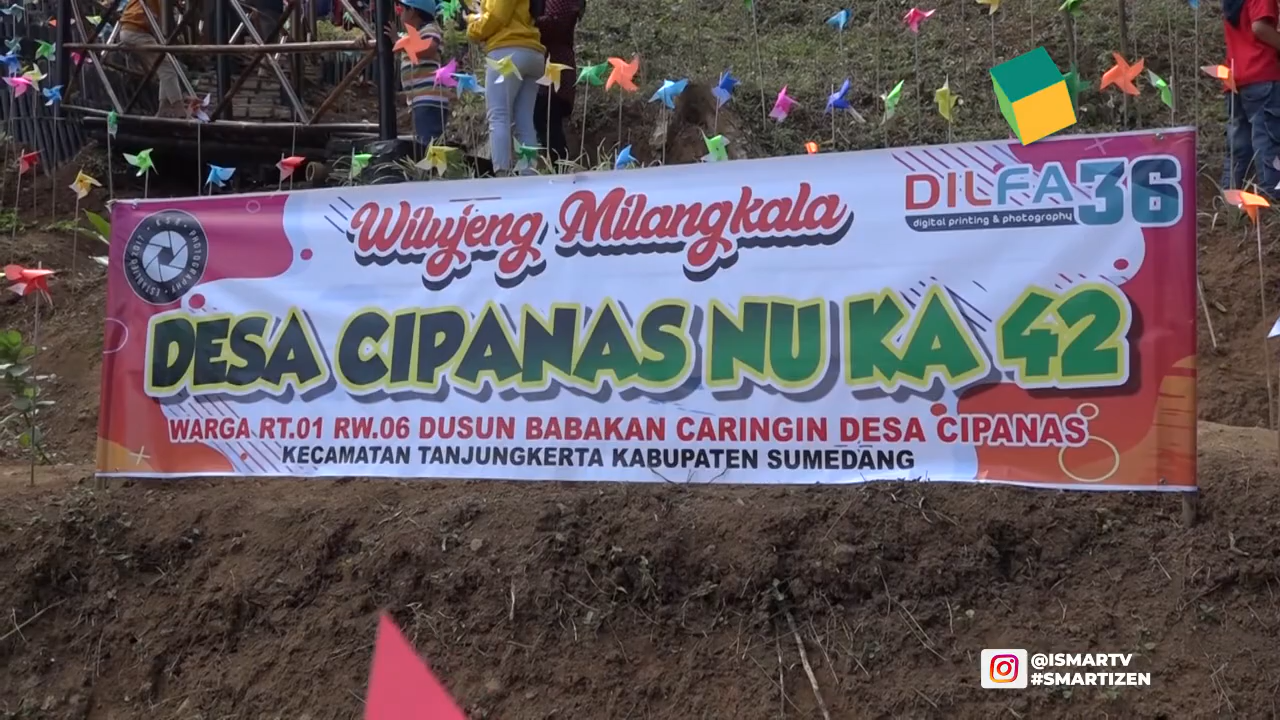 Wilujeng Milangkala
DILFA36
digital printing & photography
DESA CIPANAS NU KA 42
WARGA RT.01 RW.06 DUSUN BABAKAN CARINGIN DESA CIPANAS
KECAMATAN TANJUNGKERTA KABUPATEN SUMEDANG
@ISMARTV
#SMARTIZEN